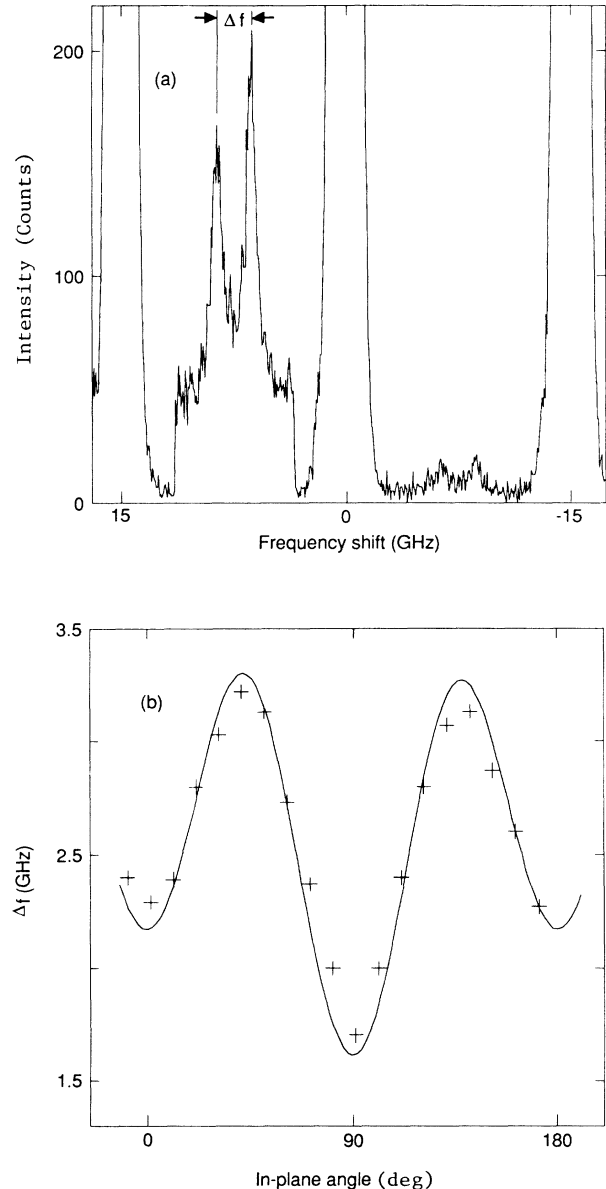 Δf
(a)
200
100
0
Intensity (Counts)
15 0 -15
Frequency shift (GHz)
3.5
(b)
2.5
1.5
Δf (GHz)
0 90 180
In-plane angle (deg)